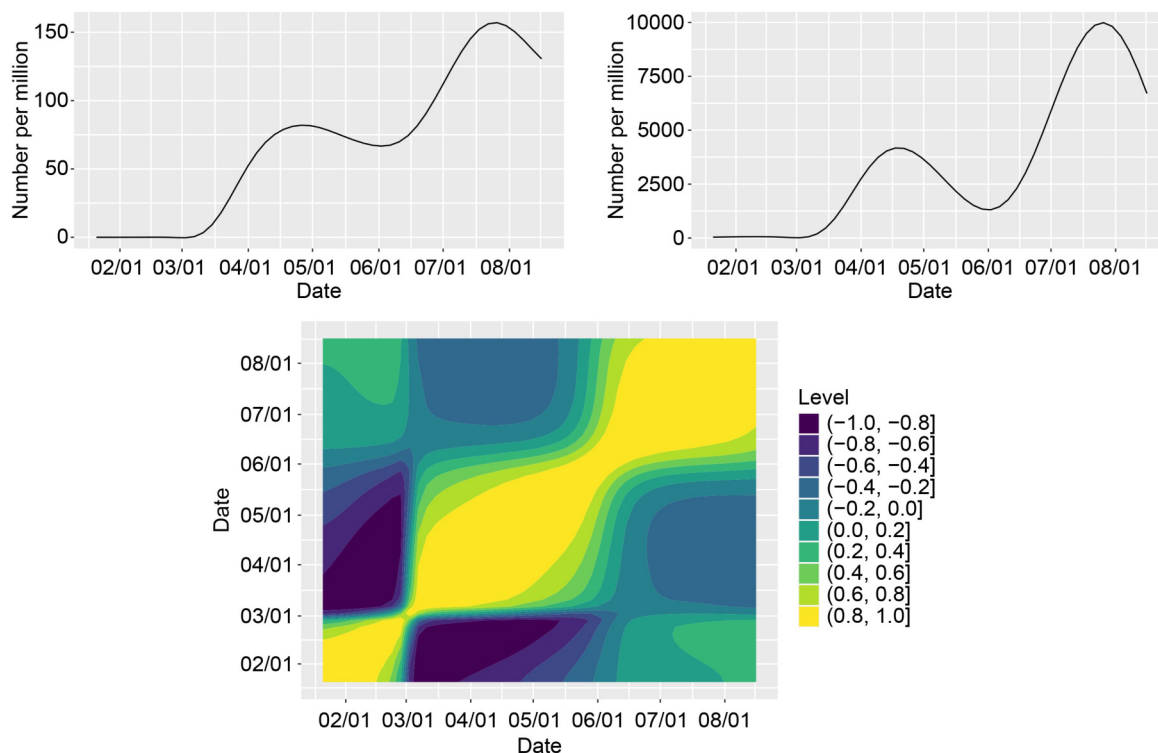 Number per million
150
100
50
0
02/01 03/01 04/01 05/01 06/01 07/01 08/01
Date
Number per million
10000
7500
5000
2500
0
02/01 03/01 04/01 05/01 06/01 07/01 08/01
Date
Date
08/01
07/01
06/01
05/01
04/01
03/01
02/01
02/01 03/01 04/01 05/01 06/01 07/01 08/01
Date
Level
(−1.0, −0.8]
(−0.8, −0.6]
(−0.6, −0.4]
(−0.4, −0.2]
(−0.2, 0.0]
(0.0, 0.2]
(0.2, 0.4]
(0.4, 0.6]
(0.6, 0.8]
(0.8, 1.0]